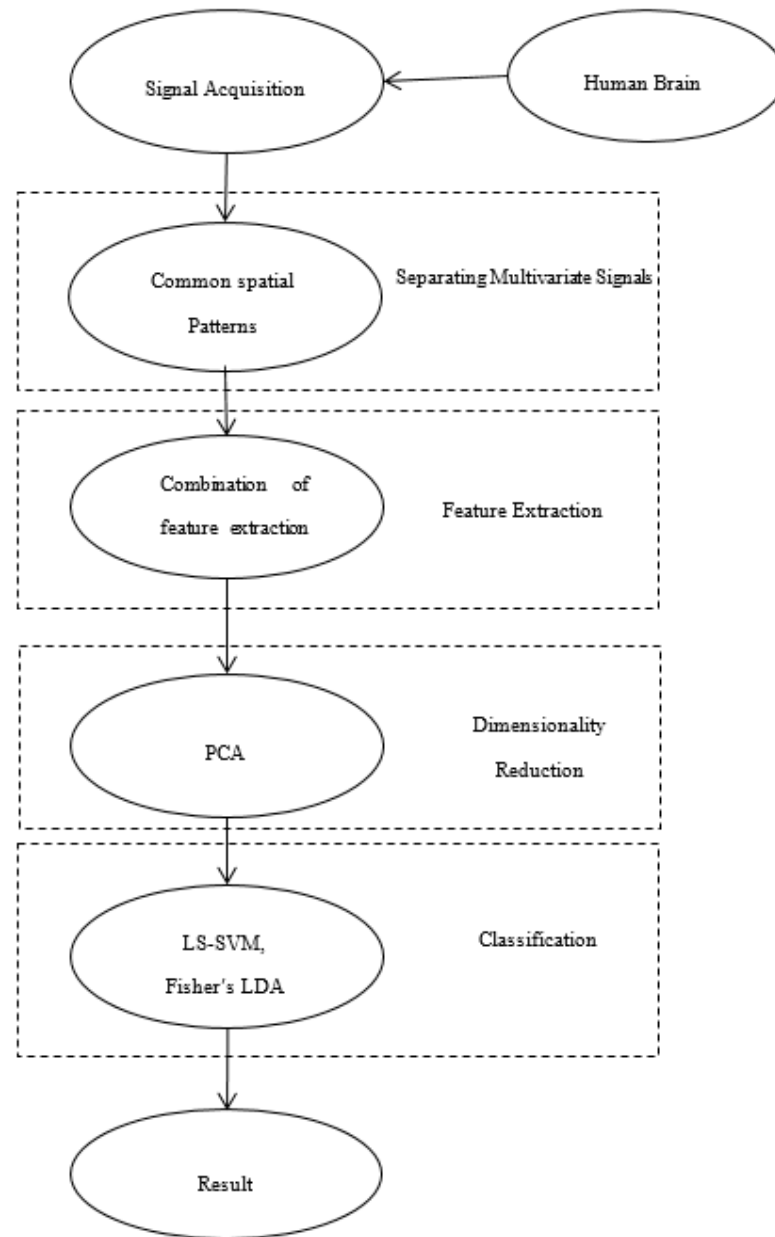 Signal Acquisition
Human Brain
Common spatial
Patterns
Separating Multivariate Signals
Combination of
feature extraction
Feature Extraction
PCA
Dimensionality
Reduction
LS-SVM,
Fisher's LDA
Classification
Result